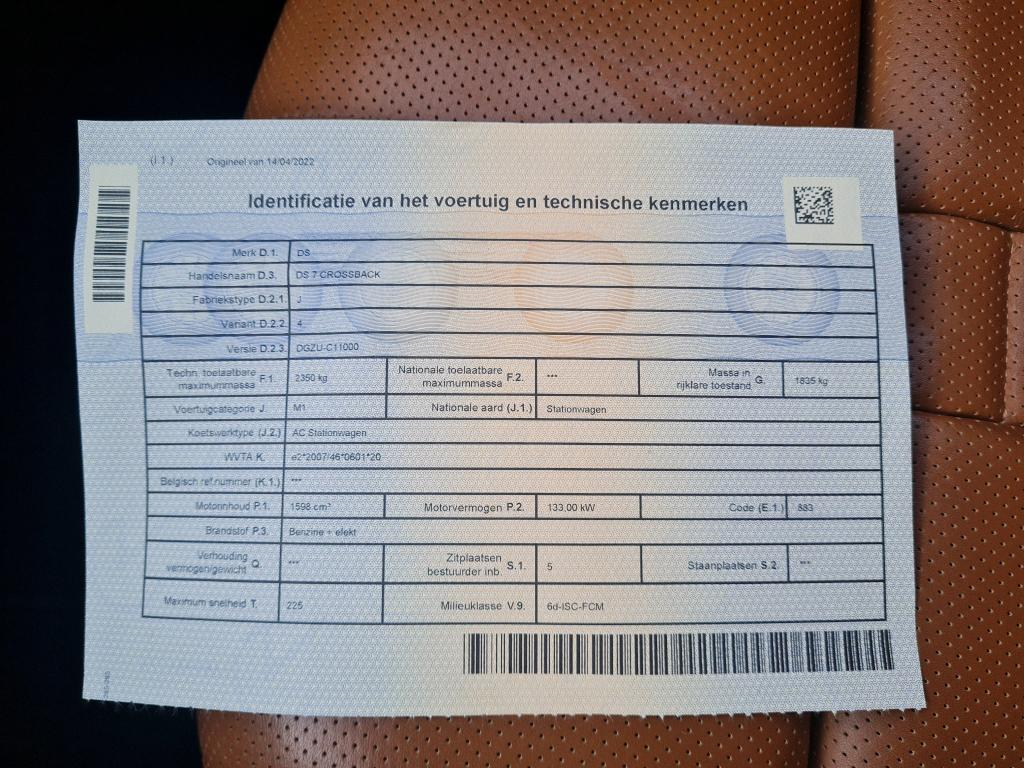 (I.1.) Origineel van 14/04/2022
Identificatie van het voertuig en technische kenmerken
Merk D.1. DS
Handelsnaam D.3. DS 7 CROSSBACK
Fabriekstype D.2.1. J
Variant D.2.2. 4
Versie D.2.3. DGZU-C11000
Techn. toelaatbare maximummassa F.1. 2350 kg Nationale toelaatbare maximummassa F.2. *** Massa in rijklare toestand G. 1835 kg
Voertuigcategorie J. M1 Nationale aard (J.1.) Stationwagen
Koetswerktype (J.2.) AC Stationwagen
WVTA K. e2*2007/46*0601*20
Belgisch ref.nummer (K.1.) ***
Motorinhoud P.1. 1598 cm³ Motorvermogen P.2. 133,00 kW Code (E.1.) 883
Brandstof P.3. Benzine + elekt
Verhouding vermogen/gewicht Q. *** Zitplaatsen bestuurder inb. S.1. 5 Staanplaatsen S.2. ***
Maximum snelheid T. 225 Milieuklasse V.9. 6d-ISC-FCM